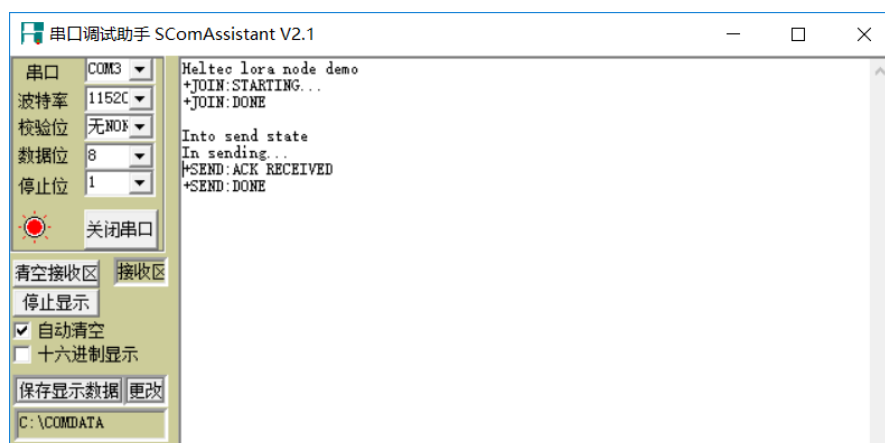 串口调试助手 SComAssistant V2.1
串口 COM3
波特率 11520
校验位 无NON
数据位 8
停止位 1
关闭串口
清空接收区 接收区
停止显示
自动清空
十六进制显示
保存显示数据 更改
C:\COMDATA
Heltec lora node demo
+JOIN:STARTING...
+JOIN:DONE
Into send state
In sending...
+SEND:ACK RECEIVED
+SEND:DONE